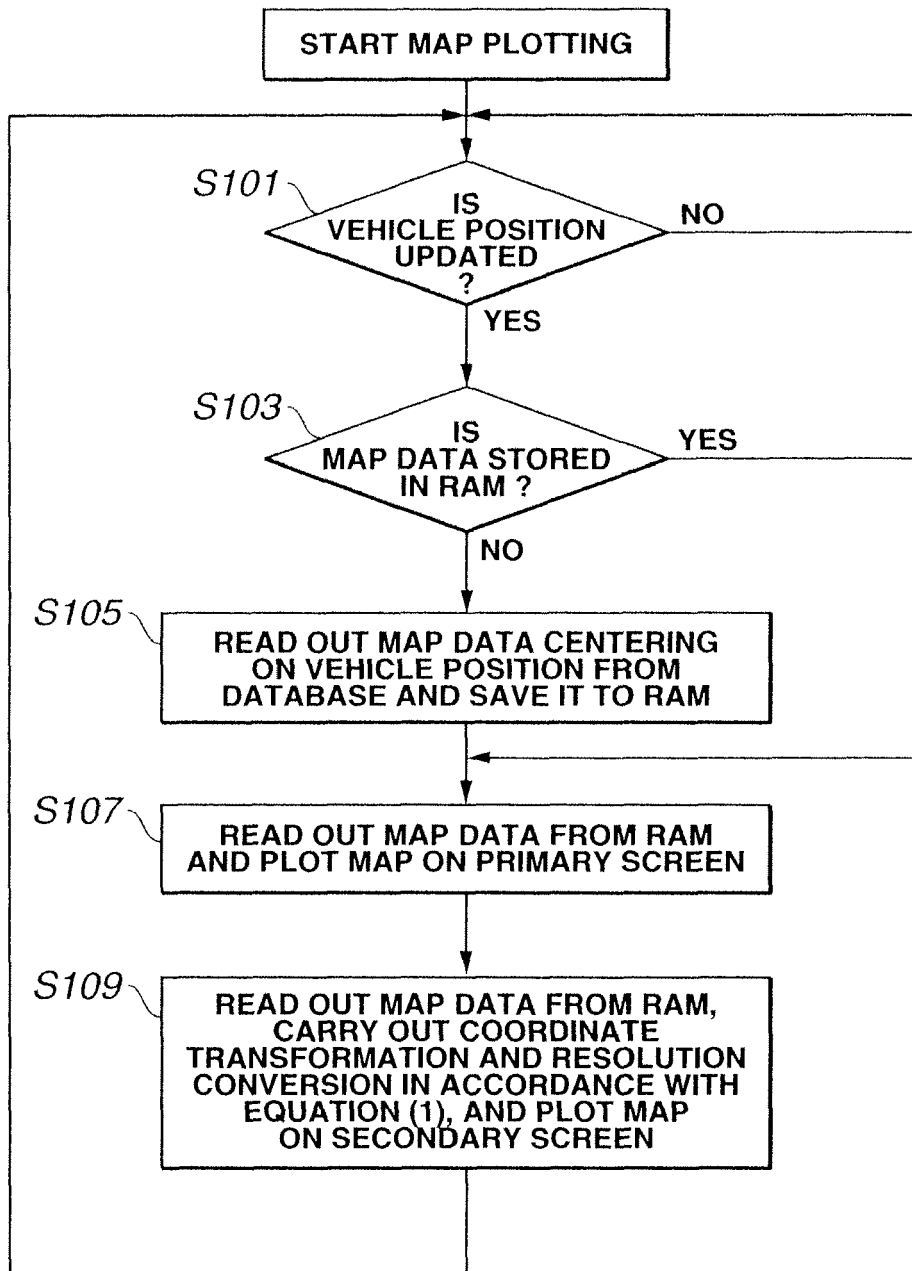 START MAP PLOTTING
S101
IS
VEHICLE POSITION
UPDATED
?
NO
YES
S103
IS
MAP DATA STORED
IN RAM ?
YES
NO
S105
READ OUT MAP DATA CENTERING
ON VEHICLE POSITION FROM
DATABASE AND SAVE IT TO RAM
S107
READ OUT MAP DATA FROM RAM
AND PLOT MAP ON PRIMARY SCREEN
S109
READ OUT MAP DATA FROM RAM,
CARRY OUT COORDINATE
TRANSFORMATION AND RESOLUTION
CONVERSION IN ACCORDANCE WITH
EQUATION (1), AND PLOT MAP
ON SECONDARY SCREEN